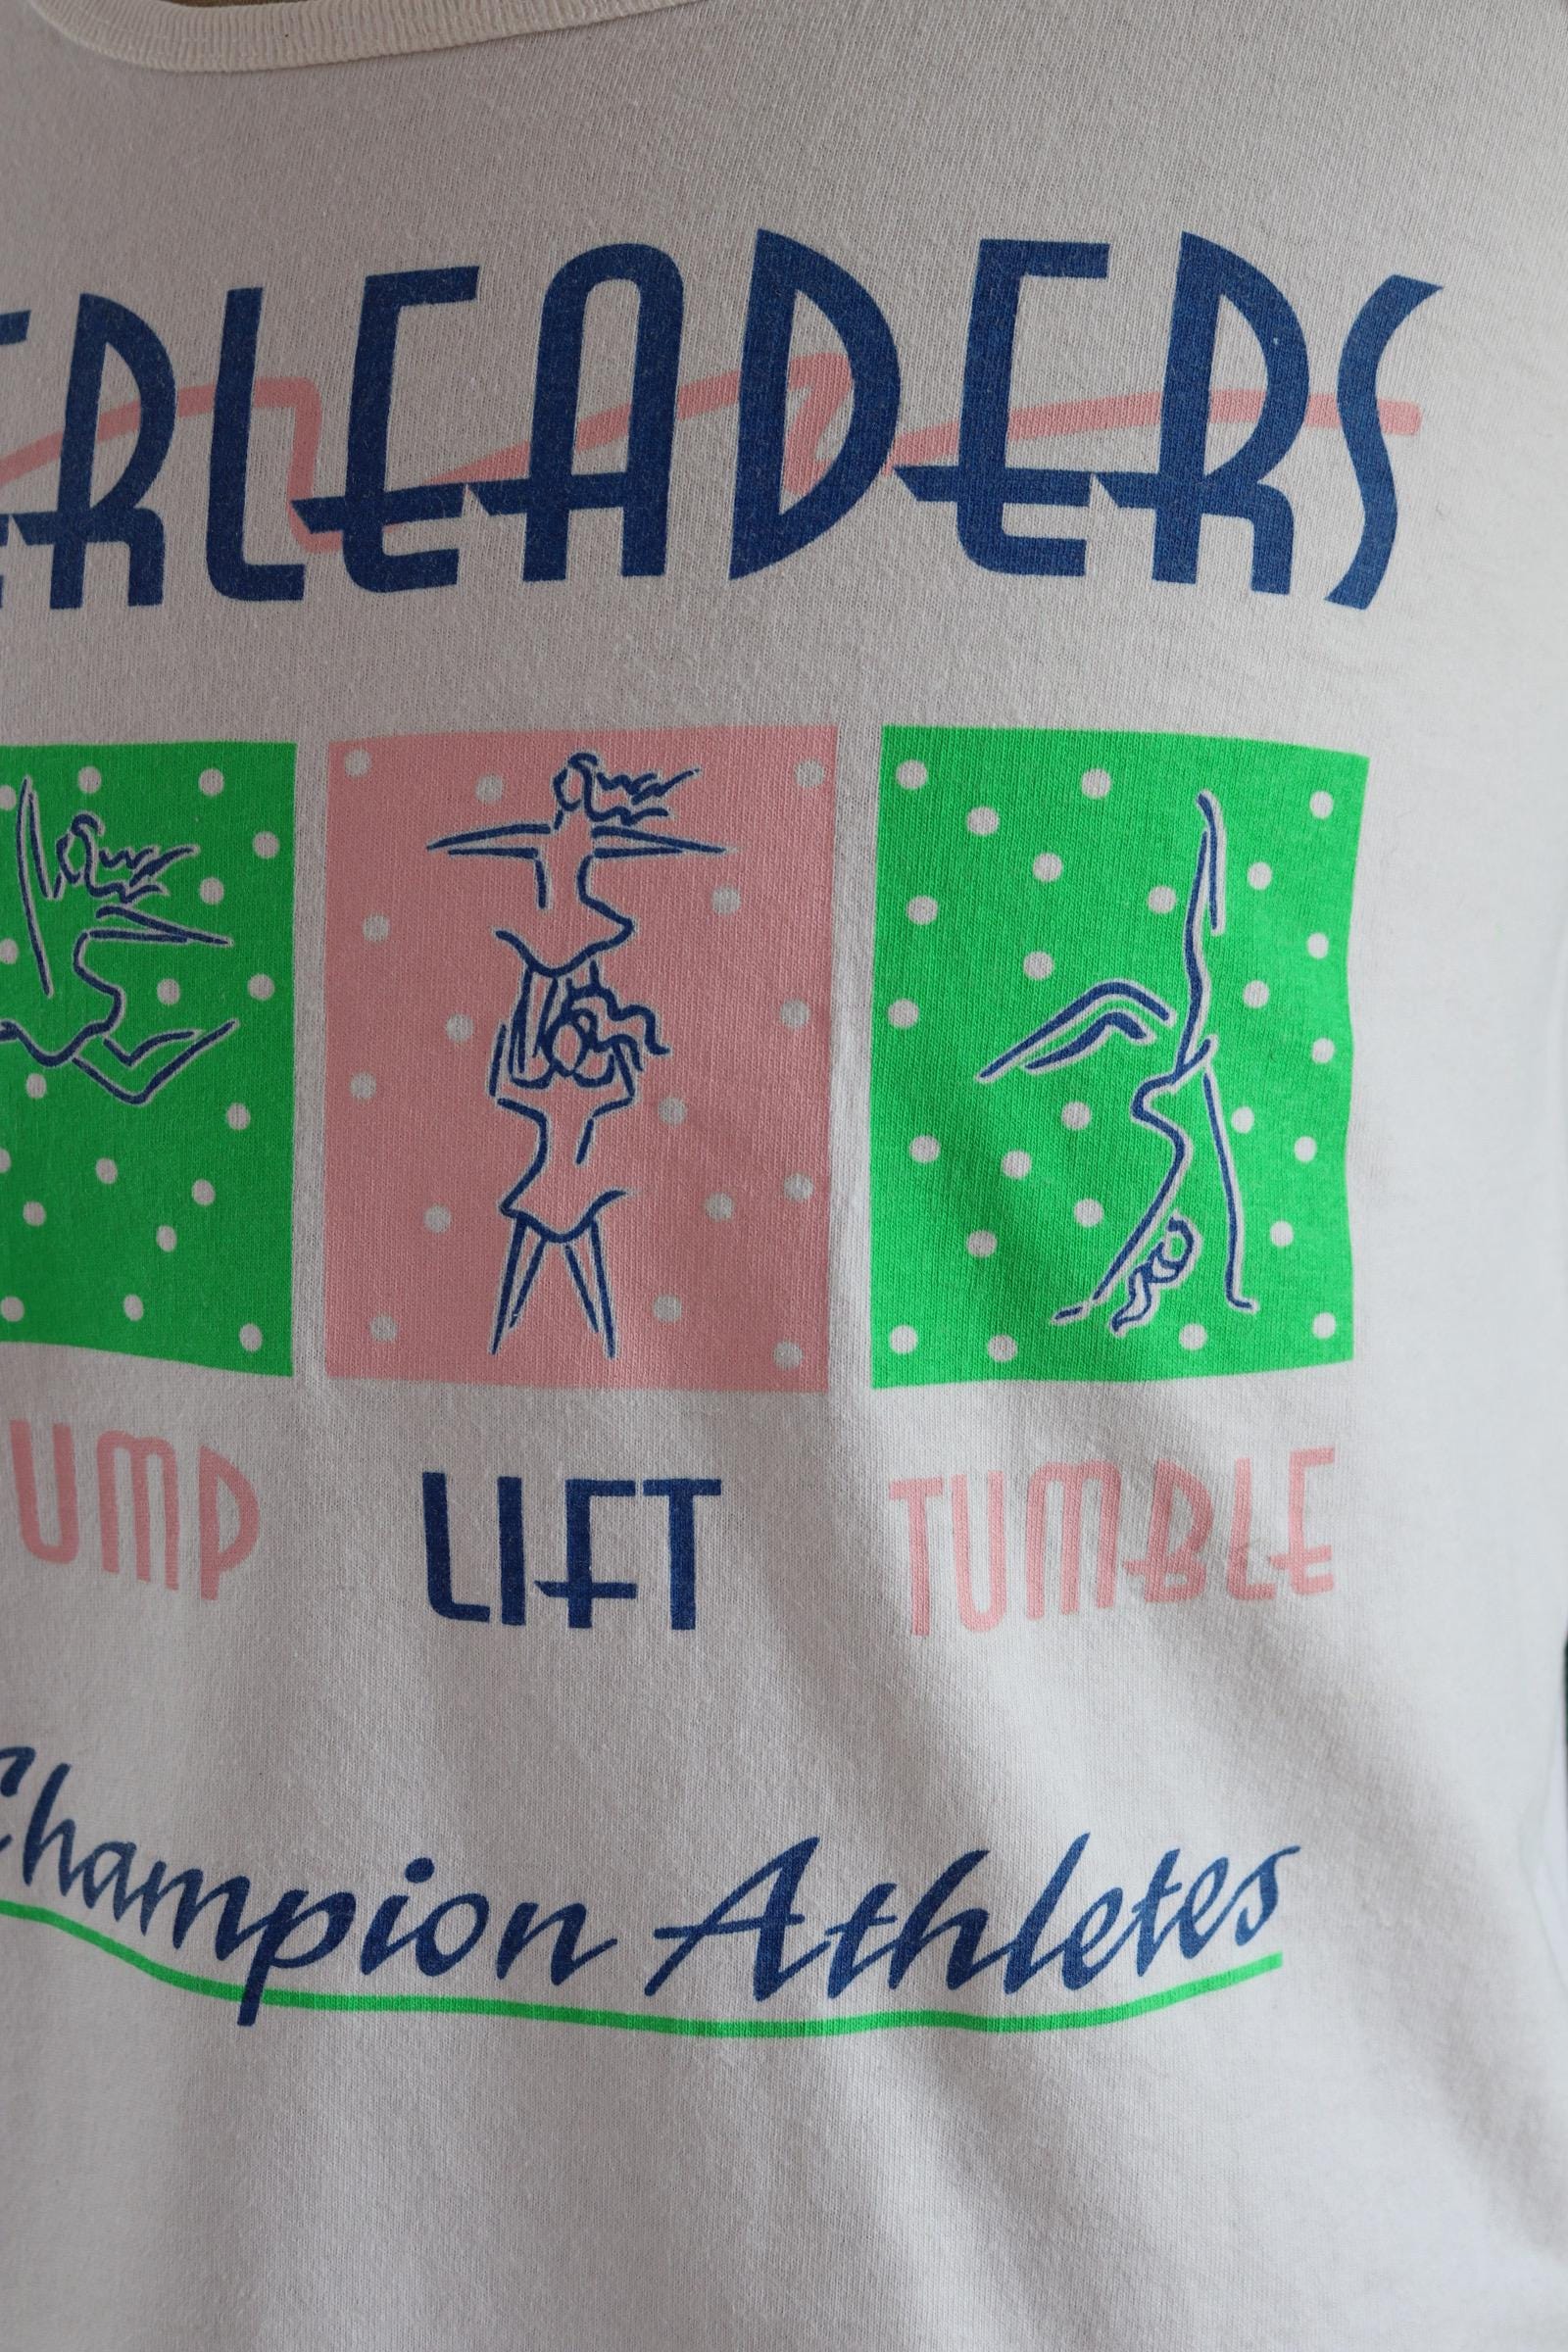 ERLEADERS
UMP LIFT TUMBLE
Champion Athletes